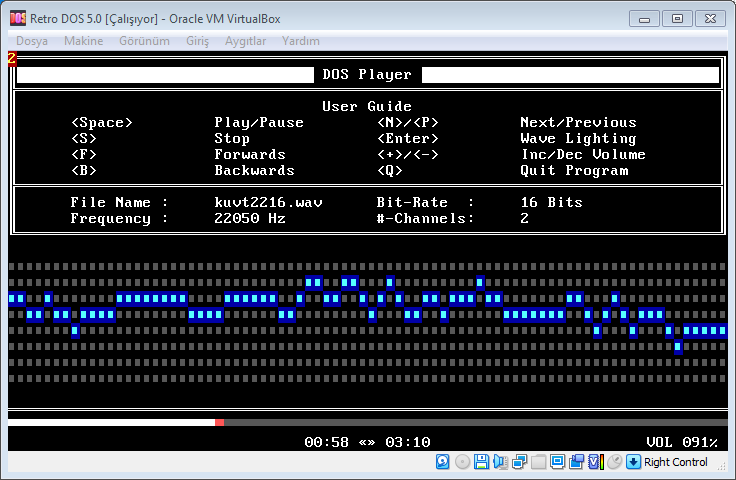 DOS Retro DOS 5.0 [Çalışıyor] - Oracle VM VirtualBox
Dosya Makine Görünüm Giriş Aygıtlar Yardım
2
DOS Player
User Guide
<Space> Play/Pause <N>/<P> Next/Previous
<S> Stop <Enter> Wave Lighting
<F> Forwards <+>/<-> Inc/Dec Volume
<B> Backwards <Q> Quit Program
File Name : kuvt2216.wav Bit-Rate : 16 Bits
Frequency : 22050 Hz #-Channels: 2
00:58 «» 03:10 VOL 091%
Right Control